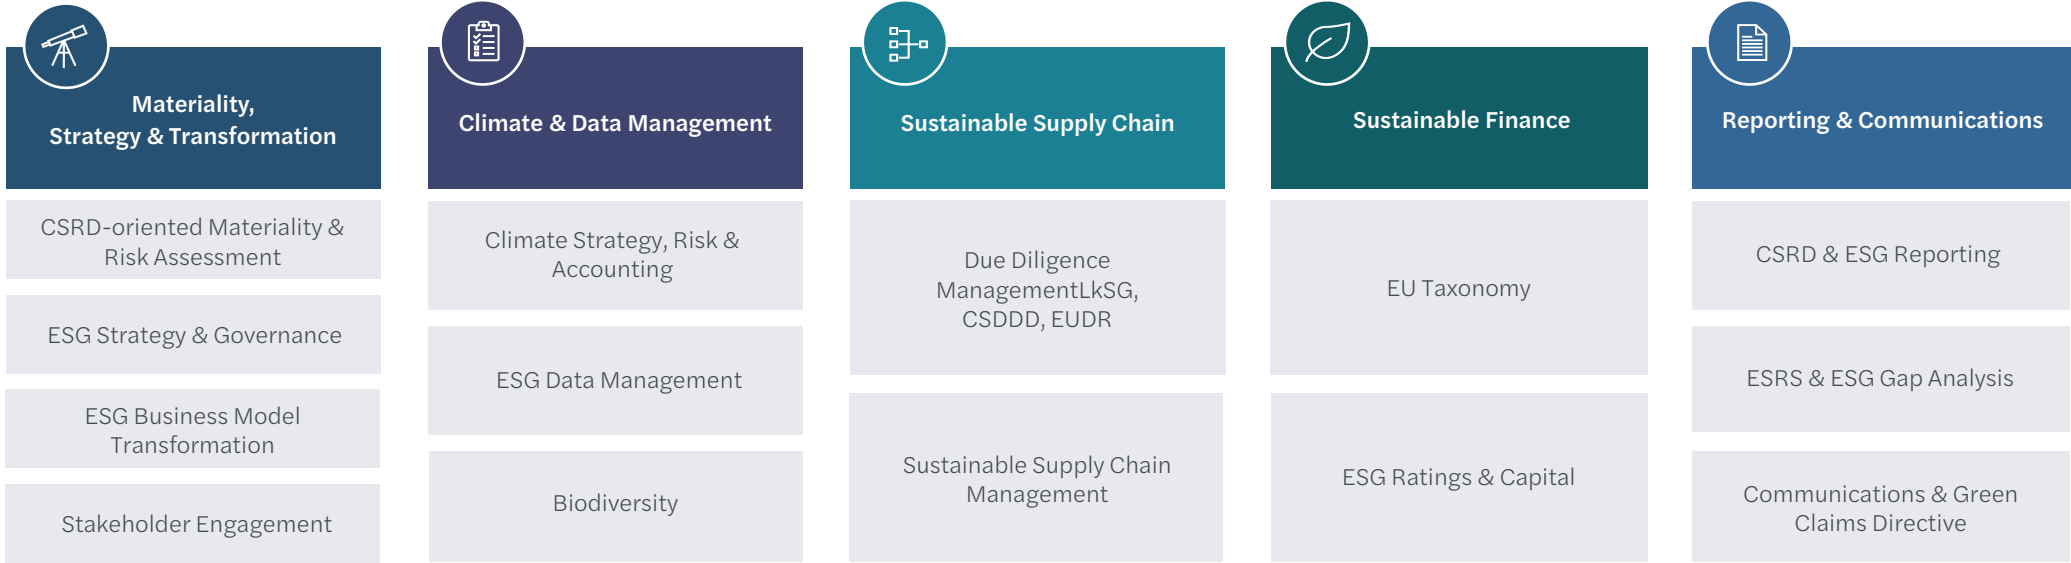 Materiality,
Strategy & Transformation
CSRD-oriented Materiality &
Risk Assessment
ESG Strategy & Governance
ESG Business Model
Transformation
Stakeholder Engagement
Climate & Data Management
Climate Strategy, Risk &
Accounting
ESG Data Management
Biodiversity
Sustainable Supply Chain
Due Diligence
ManagementLkSG,
CSDDD, EUDR
Sustainable Supply Chain
Management
Sustainable Finance
EU Taxonomy
ESG Ratings & Capital
Reporting & Communications
CSRD & ESG Reporting
ESRS & ESG Gap Analysis
Communications & Green
Claims Directive